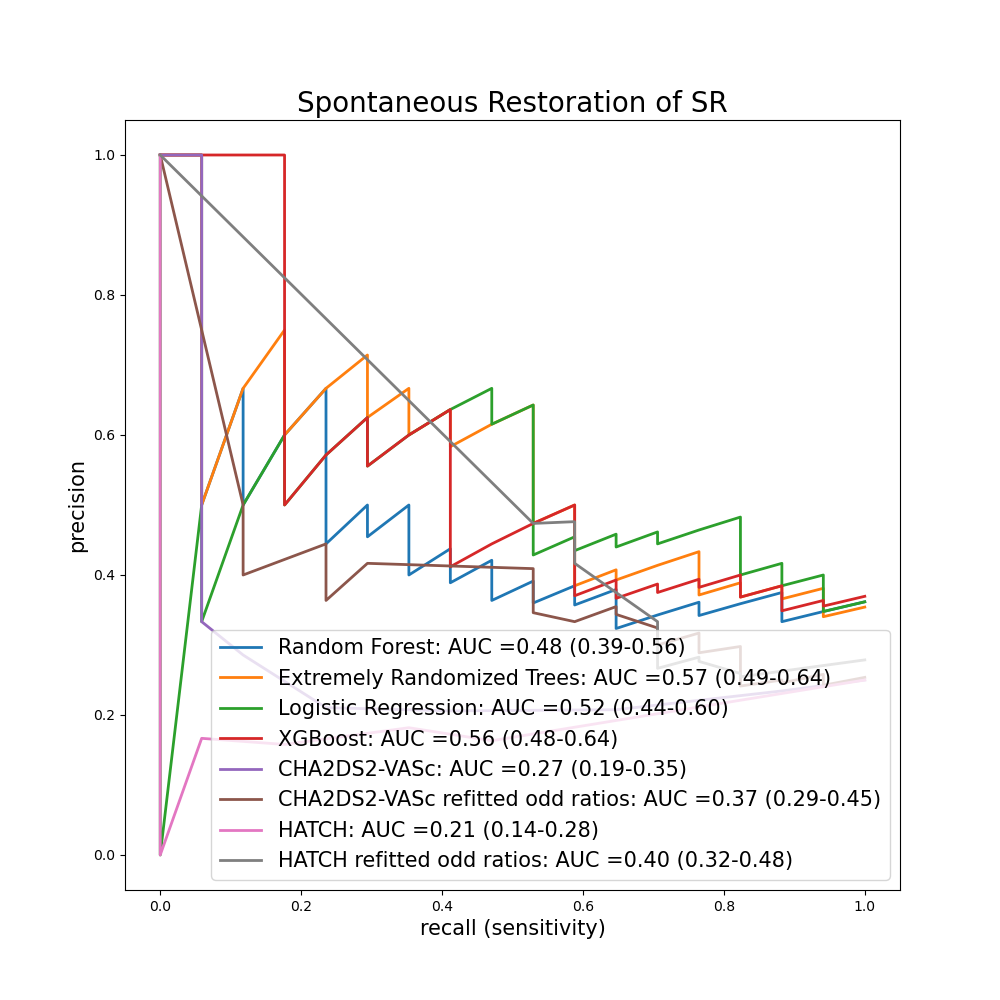 Spontaneous Restoration of SR
precision
1.0
0.8
0.6
0.4
0.2
0.0
Random Forest: AUC =0.48 (0.39-0.56)
Extremely Randomized Trees: AUC =0.57 (0.49-0.64)
Logistic Regression: AUC =0.52 (0.44-0.60)
XGBoost: AUC =0.56 (0.48-0.64)
CHA2DS2-VASc: AUC =0.27 (0.19-0.35)
CHA2DS2-VASc refitted odd ratios: AUC =0.37 (0.29-0.45)
HATCH: AUC =0.21 (0.14-0.28)
HATCH refitted odd ratios: AUC =0.40 (0.32-0.48)
0.0 0.2 0.4 0.6 0.8 1.0
recall (sensitivity)